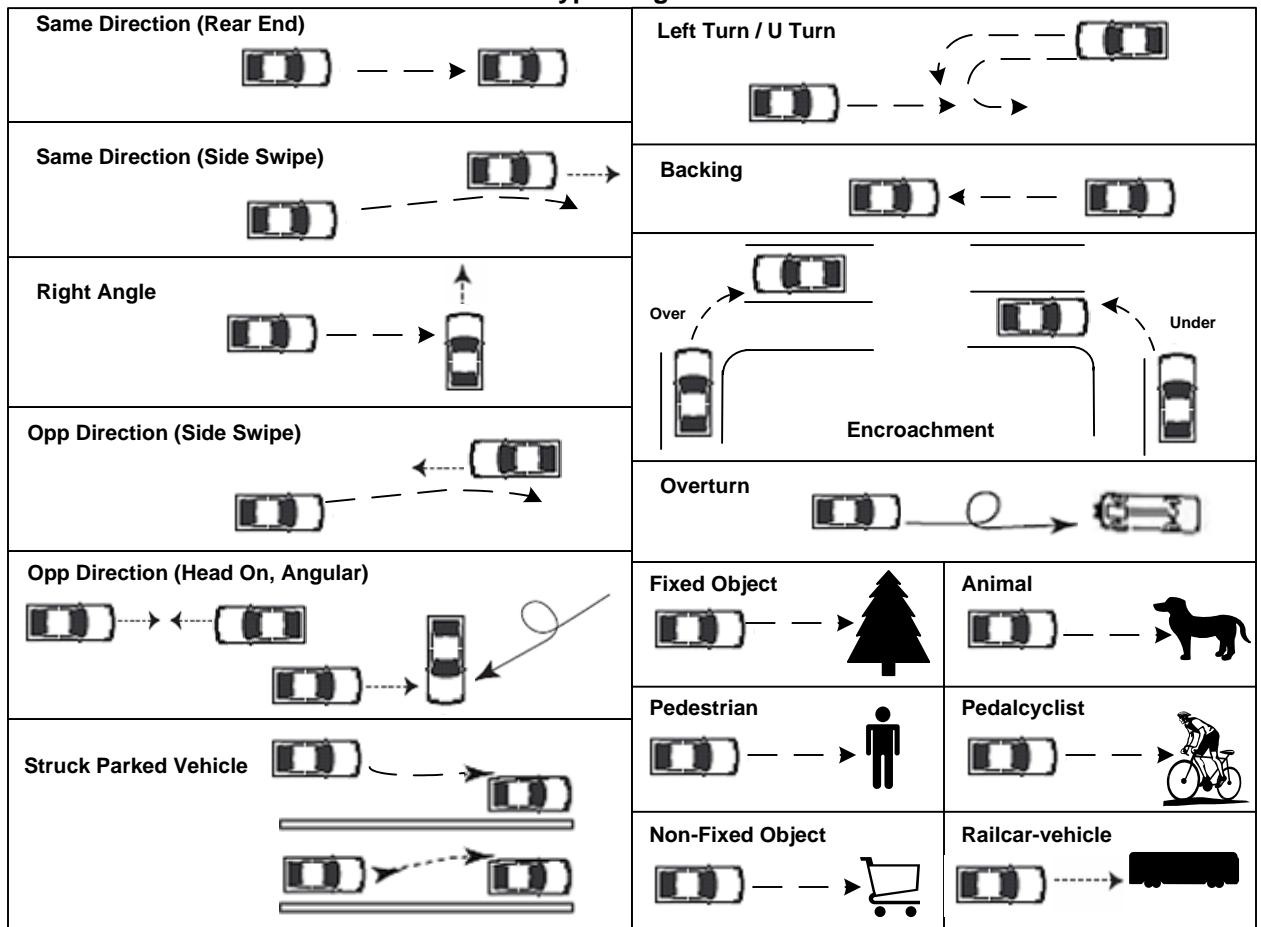 Same Direction (Rear End)
Same Direction (Side Swipe)
Right Angle
Opp Direction (Side Swipe)
Opp Direction (Head On, Angular)
Struck Parked Vehicle
Left Turn / U Turn
Backing
Over
Under
Encroachment
Overturn
Fixed Object
Animal
Pedestrian
Pedalcyclist
Non-Fixed Object
Railcar-vehicle